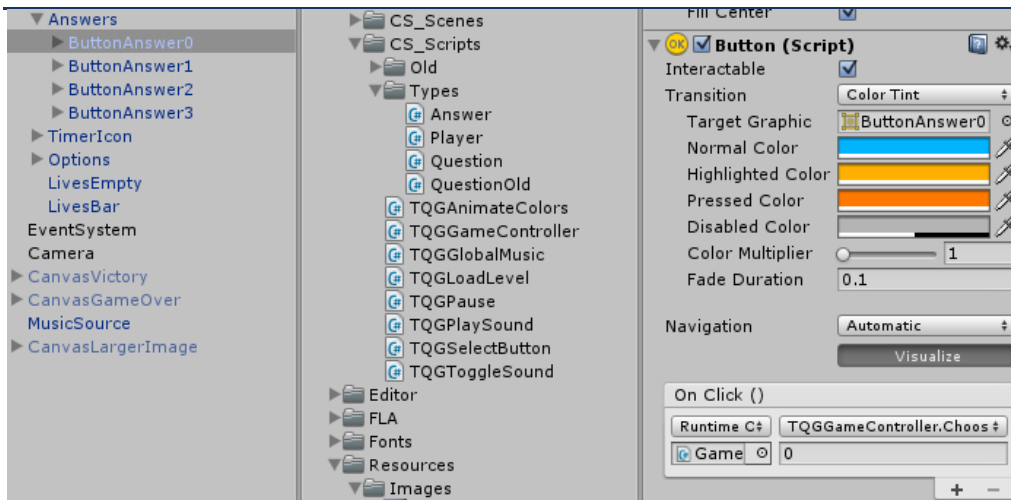 Answers
ButtonAnswer0
ButtonAnswer1
ButtonAnswer2
ButtonAnswer3
TimerIcon
Options
LivesEmpty
LivesBar
EventSystem
Camera
CanvasVictory
CanvasGameOver
MusicSource
CanvasLargerImage
CS_Scenes
CS_Scripts
Old
Types
Answer
Player
Question
QuestionOld
TQGAnimateColors
TQGGameController
TQGGlobalMusic
TQGLoadLevel
TQGPause
TQGPlaySound
TQGSelectButton
TQGToggleSound
Editor
FLA
Fonts
Resources
Images
Fill Center
OK Button (Script)
Interactable
Transition Color Tint
Target Graphic ButtonAnswer0
Normal Color
Highlighted Color
Pressed Color
Disabled Color
Color Multiplier 1
Fade Duration 0.1
Navigation Automatic
Visualize
On Click ()
Runtime C TQGGameController.Choos
Game 0
+ −